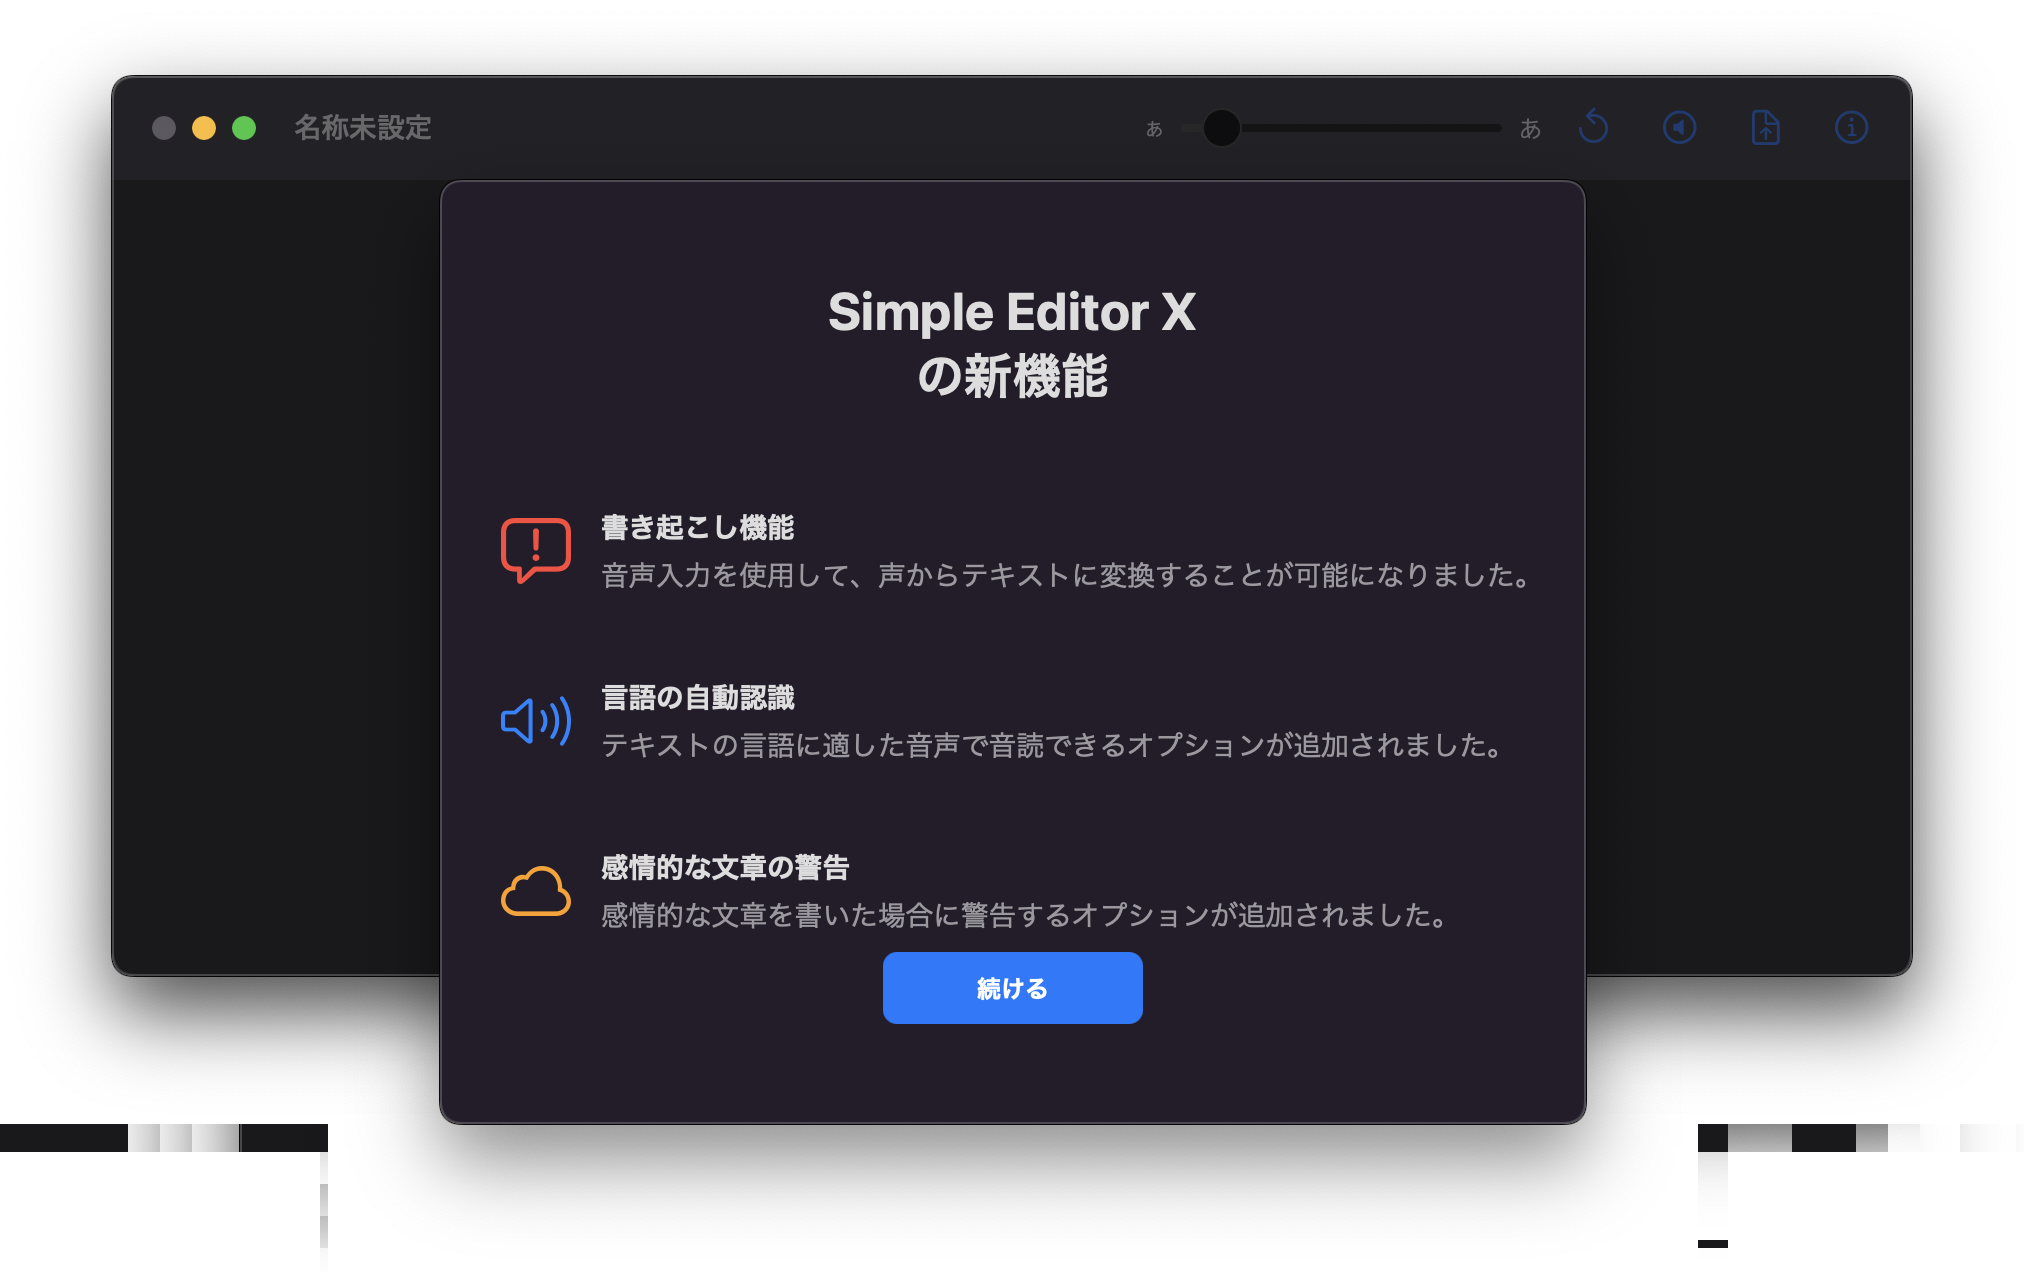 名称未設定
あ
あ
Simple Editor X
の新機能
書き起こし機能
音声入力を使用して、声からテキストに変換することが可能になりました。
言語の自動認識
テキストの言語に適した音声で音読できるオプションが追加されました。
感情的な文章の警告
感情的な文章を書いた場合に警告するオプションが追加されました。
続ける